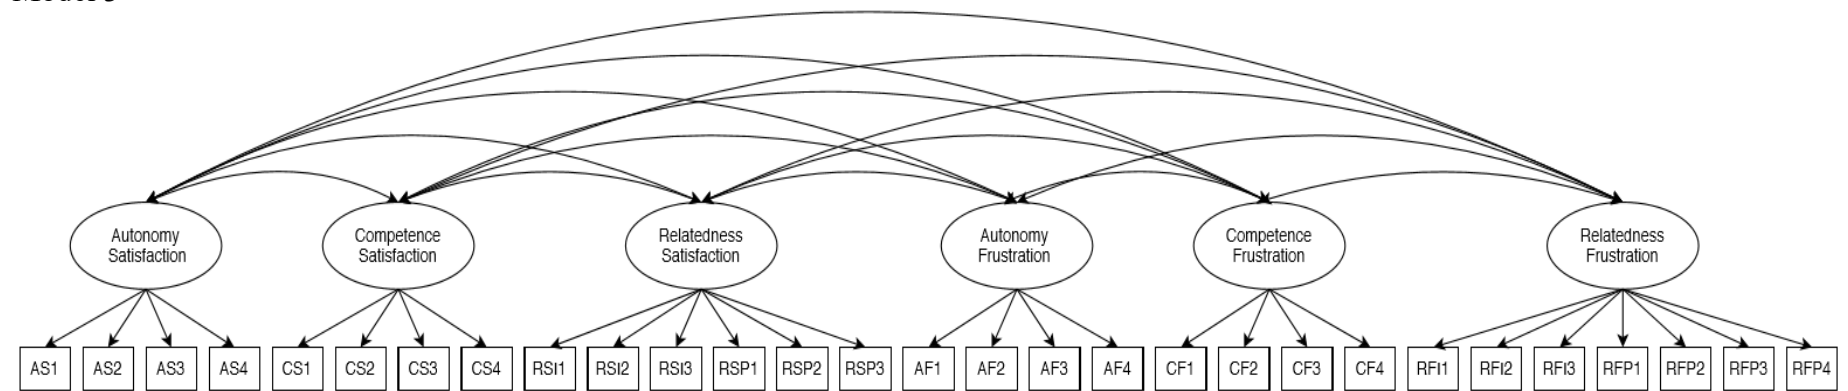 Model 3
Autonomy
Satisfaction
Competence
Satisfaction
Relatedness
Satisfaction
Autonomy
Frustration
Competence
Frustration
Relatedness
Frustration
AS1 AS2 AS3 AS4 CS1 CS2 CS3 CS4 RSI1 RSI2 RSI3 RSP1 RSP2 RSP3 AF1 AF2 AF3 AF4 CF1 CF2 CF3 CF4 RFI1 RFI2 RFI3 RFP1 RFP2 RFP3 RFP4